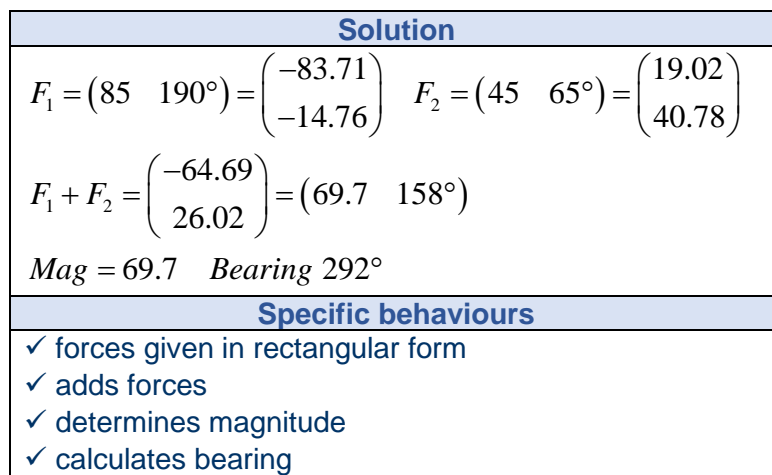 Solution
F₁ = (85 190°) = (−83.71 −14.76) F₂ = (45 65°) = (19.02 40.78)
F₁ + F₂ = (−64.69 26.02) = (69.7 158°)
Mag = 69.7 Bearing 292°
Specific behaviours
✓ forces given in rectangular form
✓ adds forces
✓ determines magnitude
✓ calculates bearing